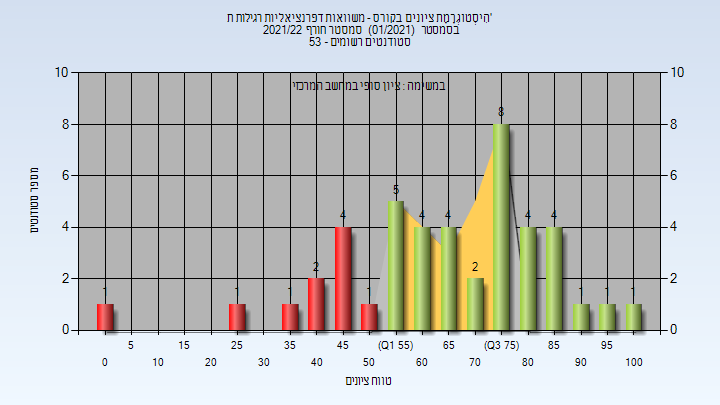 היסטוגרמת ציונים בקורס - משוואות דפרנציאליות רגילות ת'
בסמסטר (01/2021) סמסטר חורף 2021/22
53 - סטודנטים רשומים
במשימה : ציון סופי במחשב המרכזי
מספר סטודנטים
10 10
8 8
6 6
4 4
2 2
0 0
1 1 1 2 4 1 5 4 4 2 8 4 4 1 1 1
5 15 25 35 45 (Q1 55) 65 (Q3 75) 85 95
0 10 20 30 40 50 60 70 80 90 100
טווח ציונים